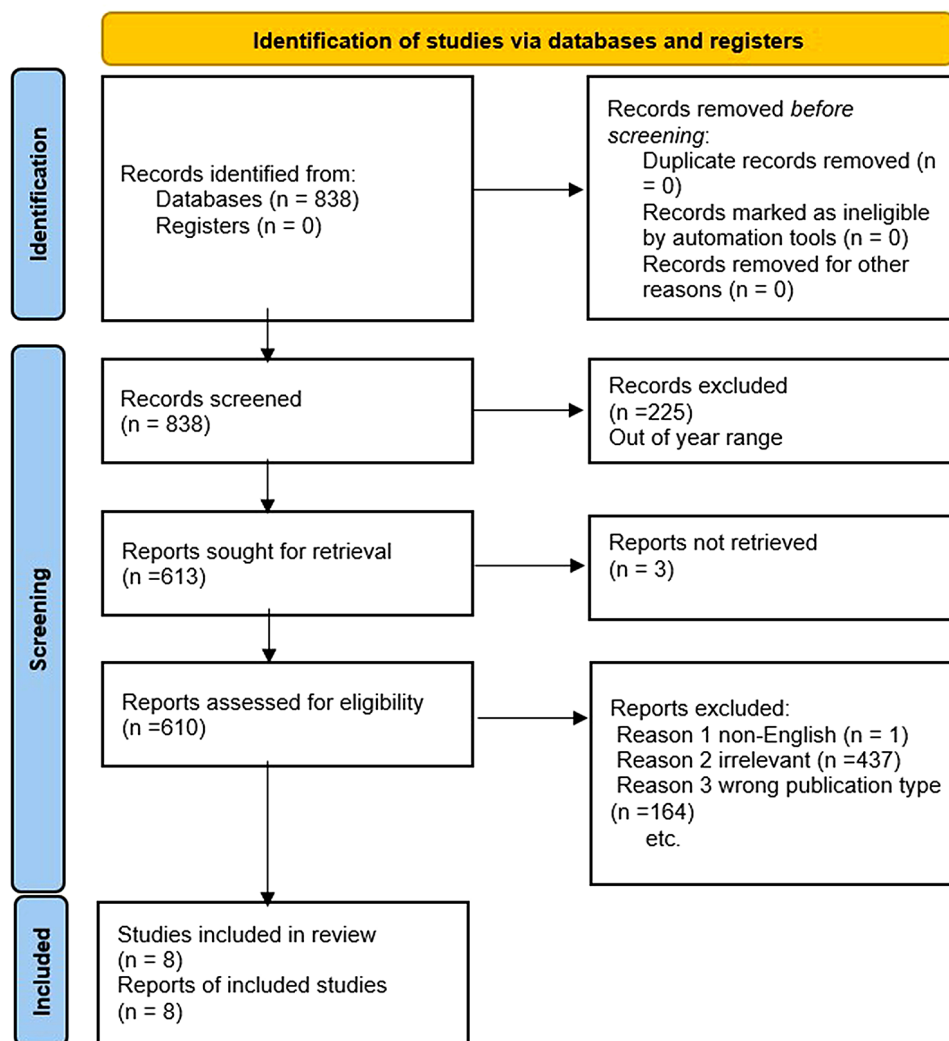 Identification of studies via databases and registers
Identification
Records identified from:
Databases (n = 838)
Registers (n = 0)
Records removed before
screening:
Duplicate records removed (n
= 0)
Records marked as ineligible
by automation tools (n = 0)
Records removed for other
reasons (n = 0)
Screening
Records screened
(n = 838)
Records excluded
(n =225)
Out of year range
Reports sought for retrieval
(n =613)
Reports not retrieved
(n = 3)
Reports assessed for eligibility
(n =610)
Reports excluded:
Reason 1 non-English (n = 1)
Reason 2 irrelevant (n =437)
Reason 3 wrong publication type
(n =164)
etc.
Included
Studies included in review
(n = 8)
Reports of included studies
(n = 8)